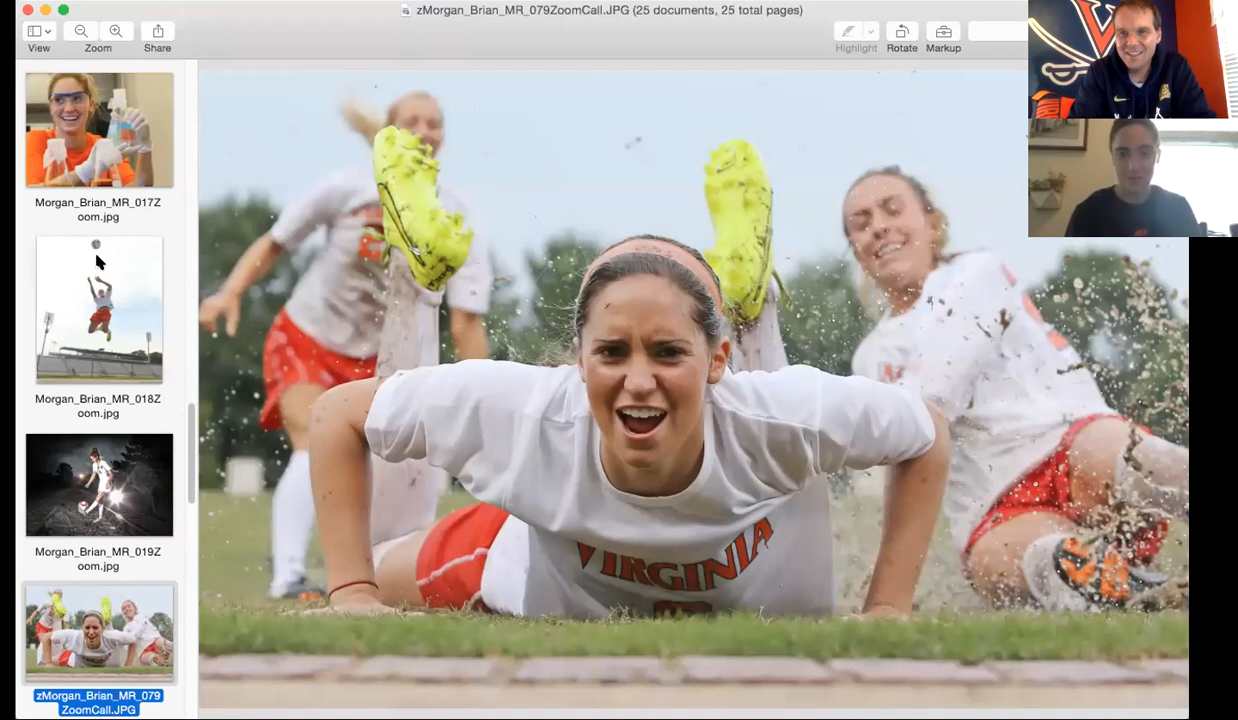 zMorgan_Brian_MR_079ZoomCall.JPG (25 documents, 25 total pages)
View
Zoom
Share
Highlight
Rotate
Markup
Morgan_Brian_MR_017Z
oom.jpg
Morgan_Brian_MR_018Z
oom.jpg
Morgan_Brian_MR_019Z
oom.jpg
zMorgan_Brian_MR_079
ZoomCall.JPG
VIRGINIA